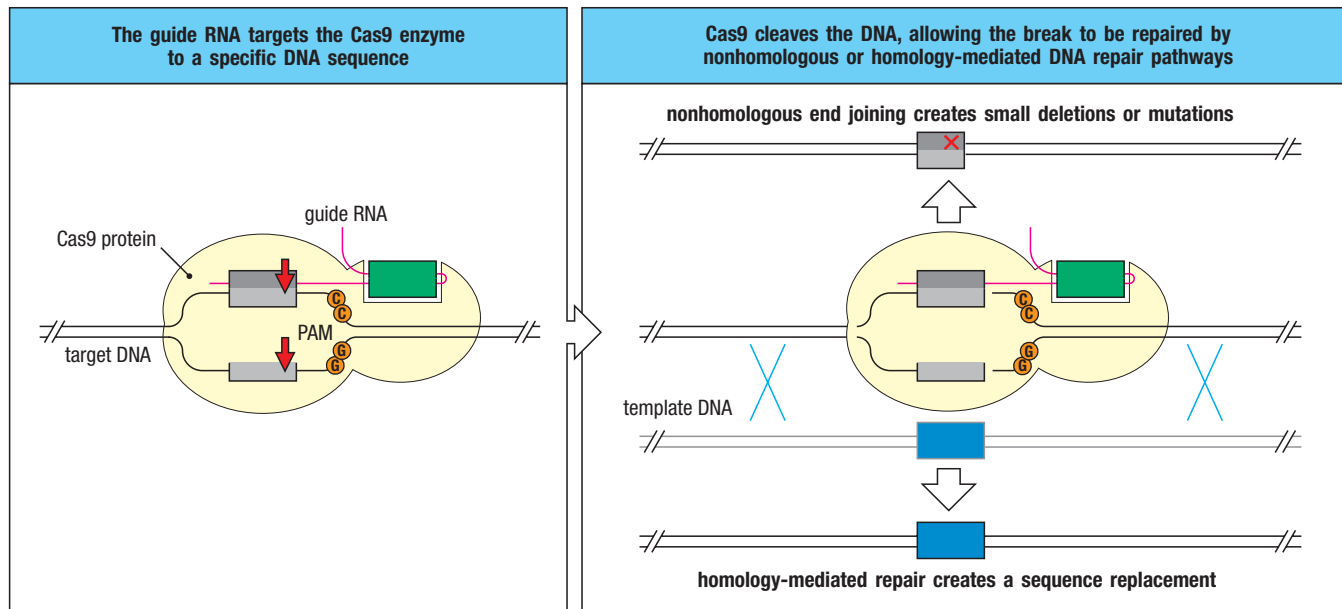 The guide RNA targets the Cas9 enzyme
to a specific DNA sequence
guide RNA
Cas9 protein
C
C
PAM
target DNA
G
G
Cas9 cleaves the DNA, allowing the break to be repaired by
nonhomologous or homology-mediated DNA repair pathways
nonhomologous end joining creates small deletions or mutations
C
C
G
G
template DNA
homology-mediated repair creates a sequence replacement